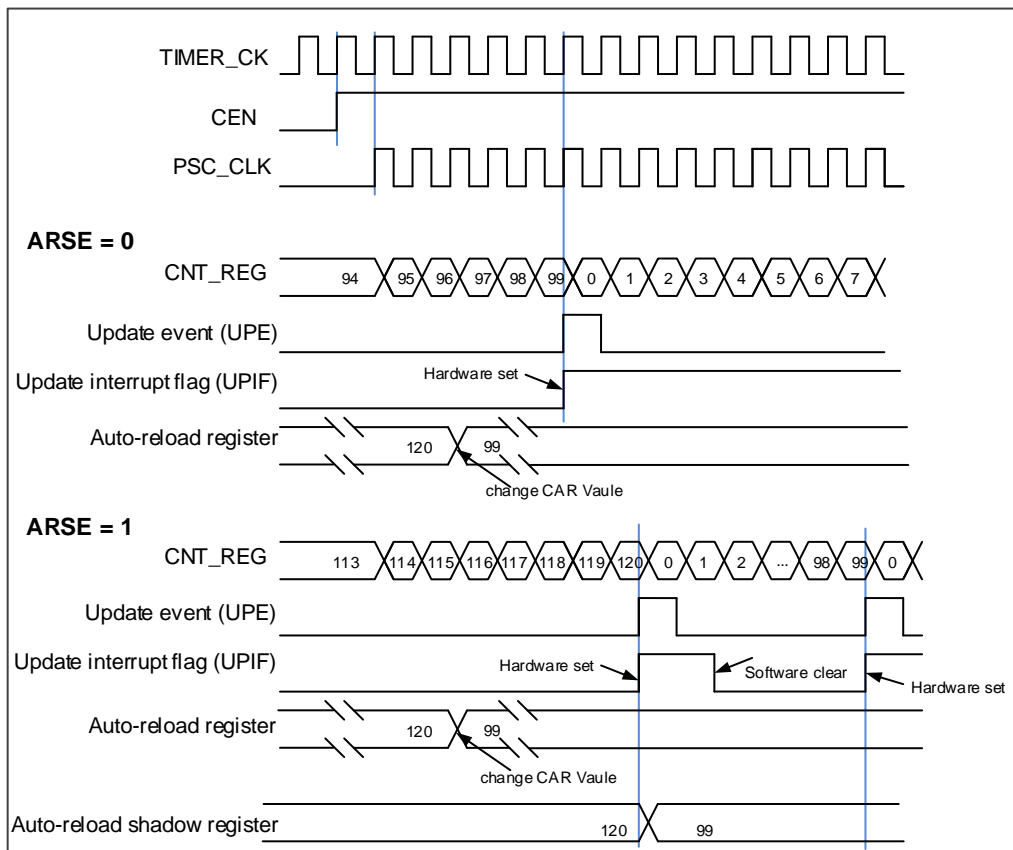 TIMER_CK
CEN
PSC_CLK
ARSE = 0
CNT_REG 94 95 96 97 98 99 0 1 2 3 4 5 6 7
Update event (UPE)
Update interrupt flag (UPIF) Hardware set
Auto-reload register 120 99
change CAR Vaule
ARSE = 1
CNT_REG 113 114 115 116 117 118 119 120 0 1 2 ... 98 99 0
Update event (UPE)
Update interrupt flag (UPIF) Hardware set Software clear Hardware set
Auto-reload register 120 99
change CAR Vaule
Auto-reload shadow register 120 99